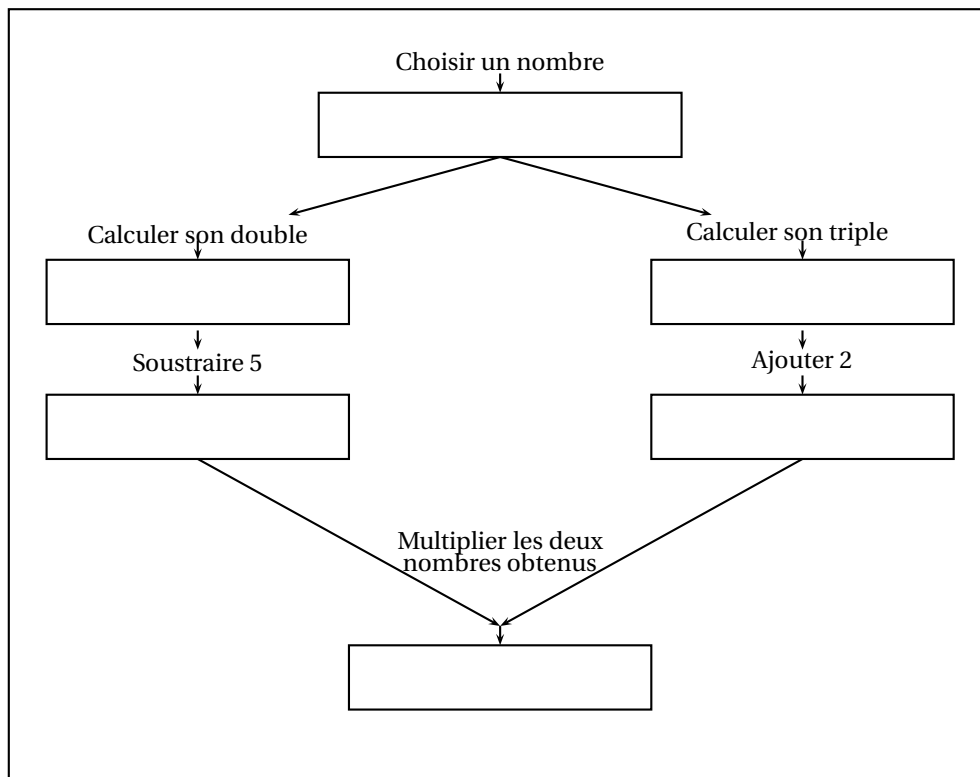 Choisir un nombre
Calculer son double
Calculer son triple
Soustraire 5
Ajouter 2
Multiplier les deux
nombres obtenus